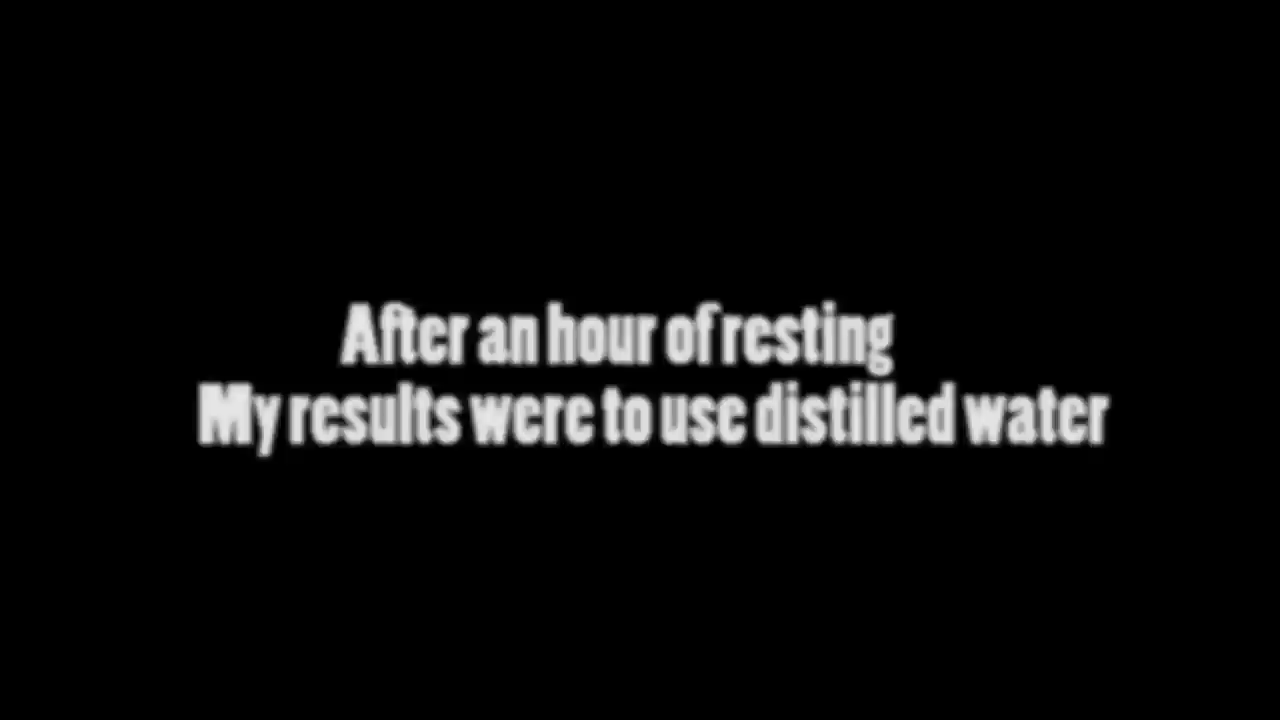 After an hour of resting
My results were to use distilled water